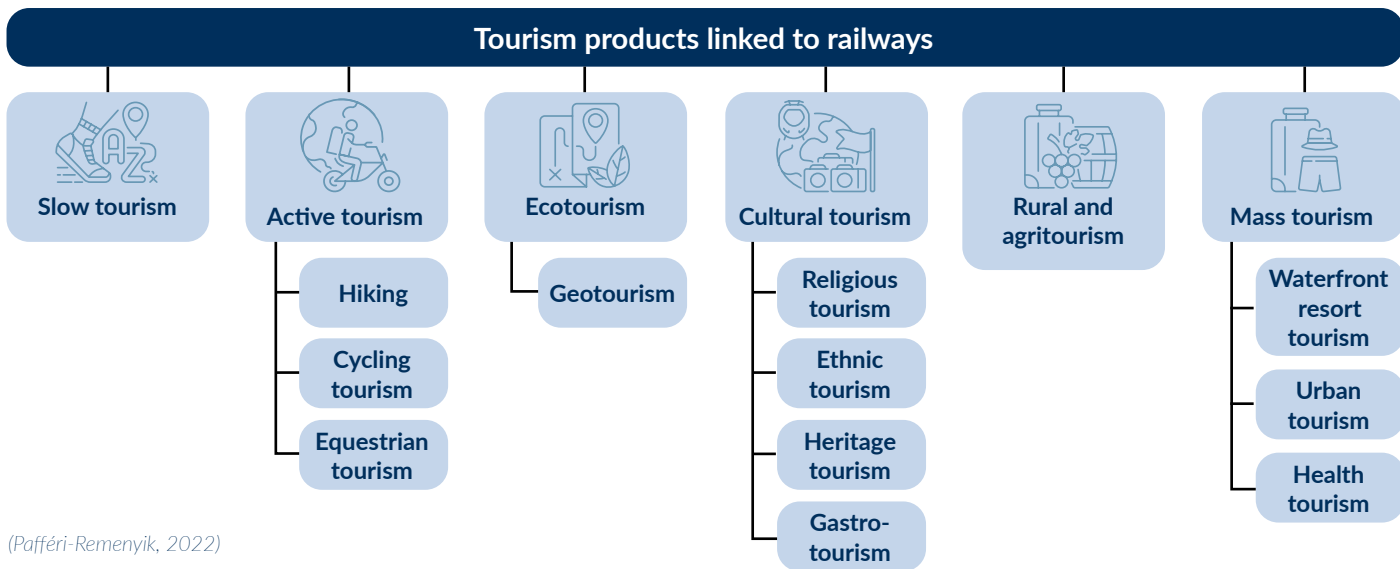 Tourism products linked to railways
Slow tourism
Active tourism
Hiking
Cycling
tourism
Equestrian
tourism
Ecotourism
Geotourism
Cultural tourism
Religious
tourism
Ethnic
tourism
Heritage
tourism
Gastro-
tourism
Rural and
agritourism
Mass tourism
Waterfront
resort
tourism
Urban
tourism
Health
tourism
(Pafféri-Remenyik, 2022)